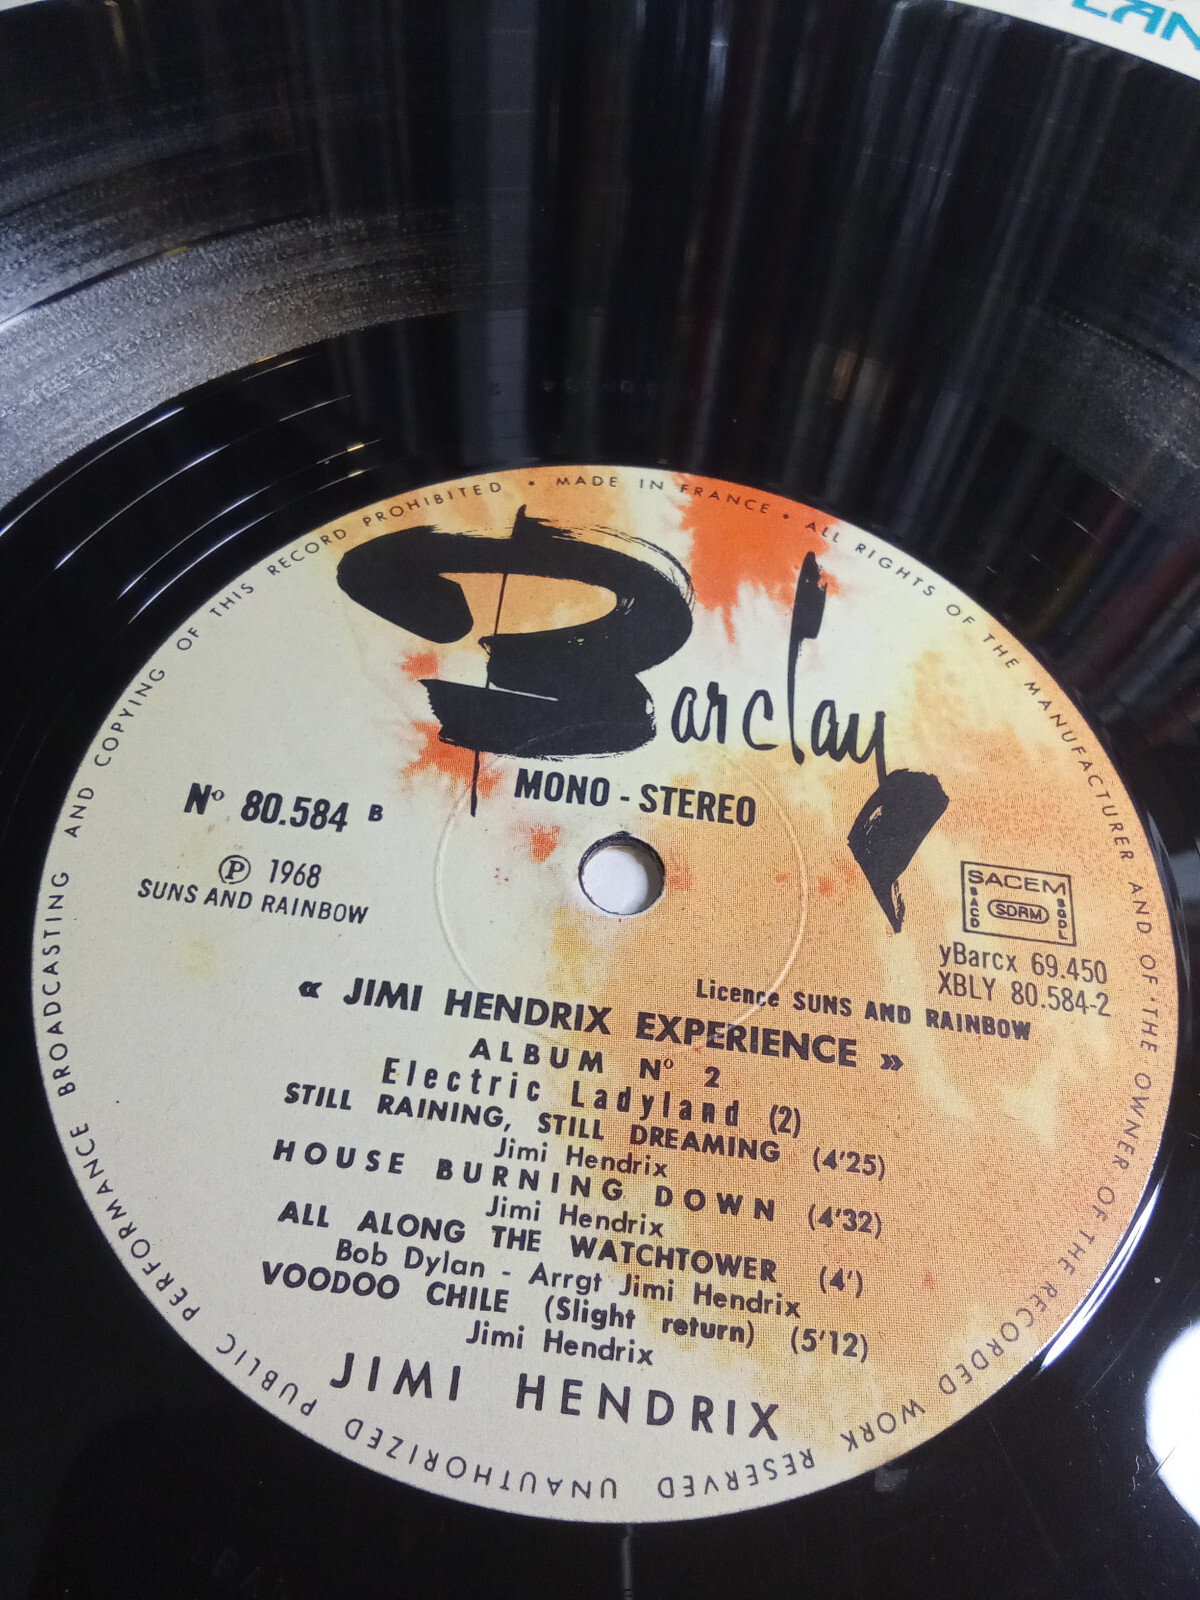 PERFORMANCE BROADCASTING AND COPYING OF THIS RECORD PROHIBITED • MADE IN FRANCE • ALL RIGHTS OF THE MANUFACTURER AND OF THE OWNER OF THE RECORDED WORK RESERVED UNAUTHORIZED PUBLIC
Barclay
MONO - STEREO
Nº 80.584 B
℗ 1968
SUNS AND RAINBOW
SACEM
SACD SDRM SGDL
yBarcx 69.450
XBLY 80.584-2
Licence SUNS AND RAINBOW
« JIMI HENDRIX EXPERIENCE »
ALBUM Nº 2
Electric Ladyland (2)
STILL RAINING, STILL DREAMING (4'25)
Jimi Hendrix
HOUSE BURNING DOWN (4'32)
Jimi Hendrix
ALL ALONG THE WATCHTOWER (4')
Bob Dylan - Arrgt Jimi Hendrix
VOODOO CHILE (Slight return) (5'12)
Jimi Hendrix
JIMI HENDRIX